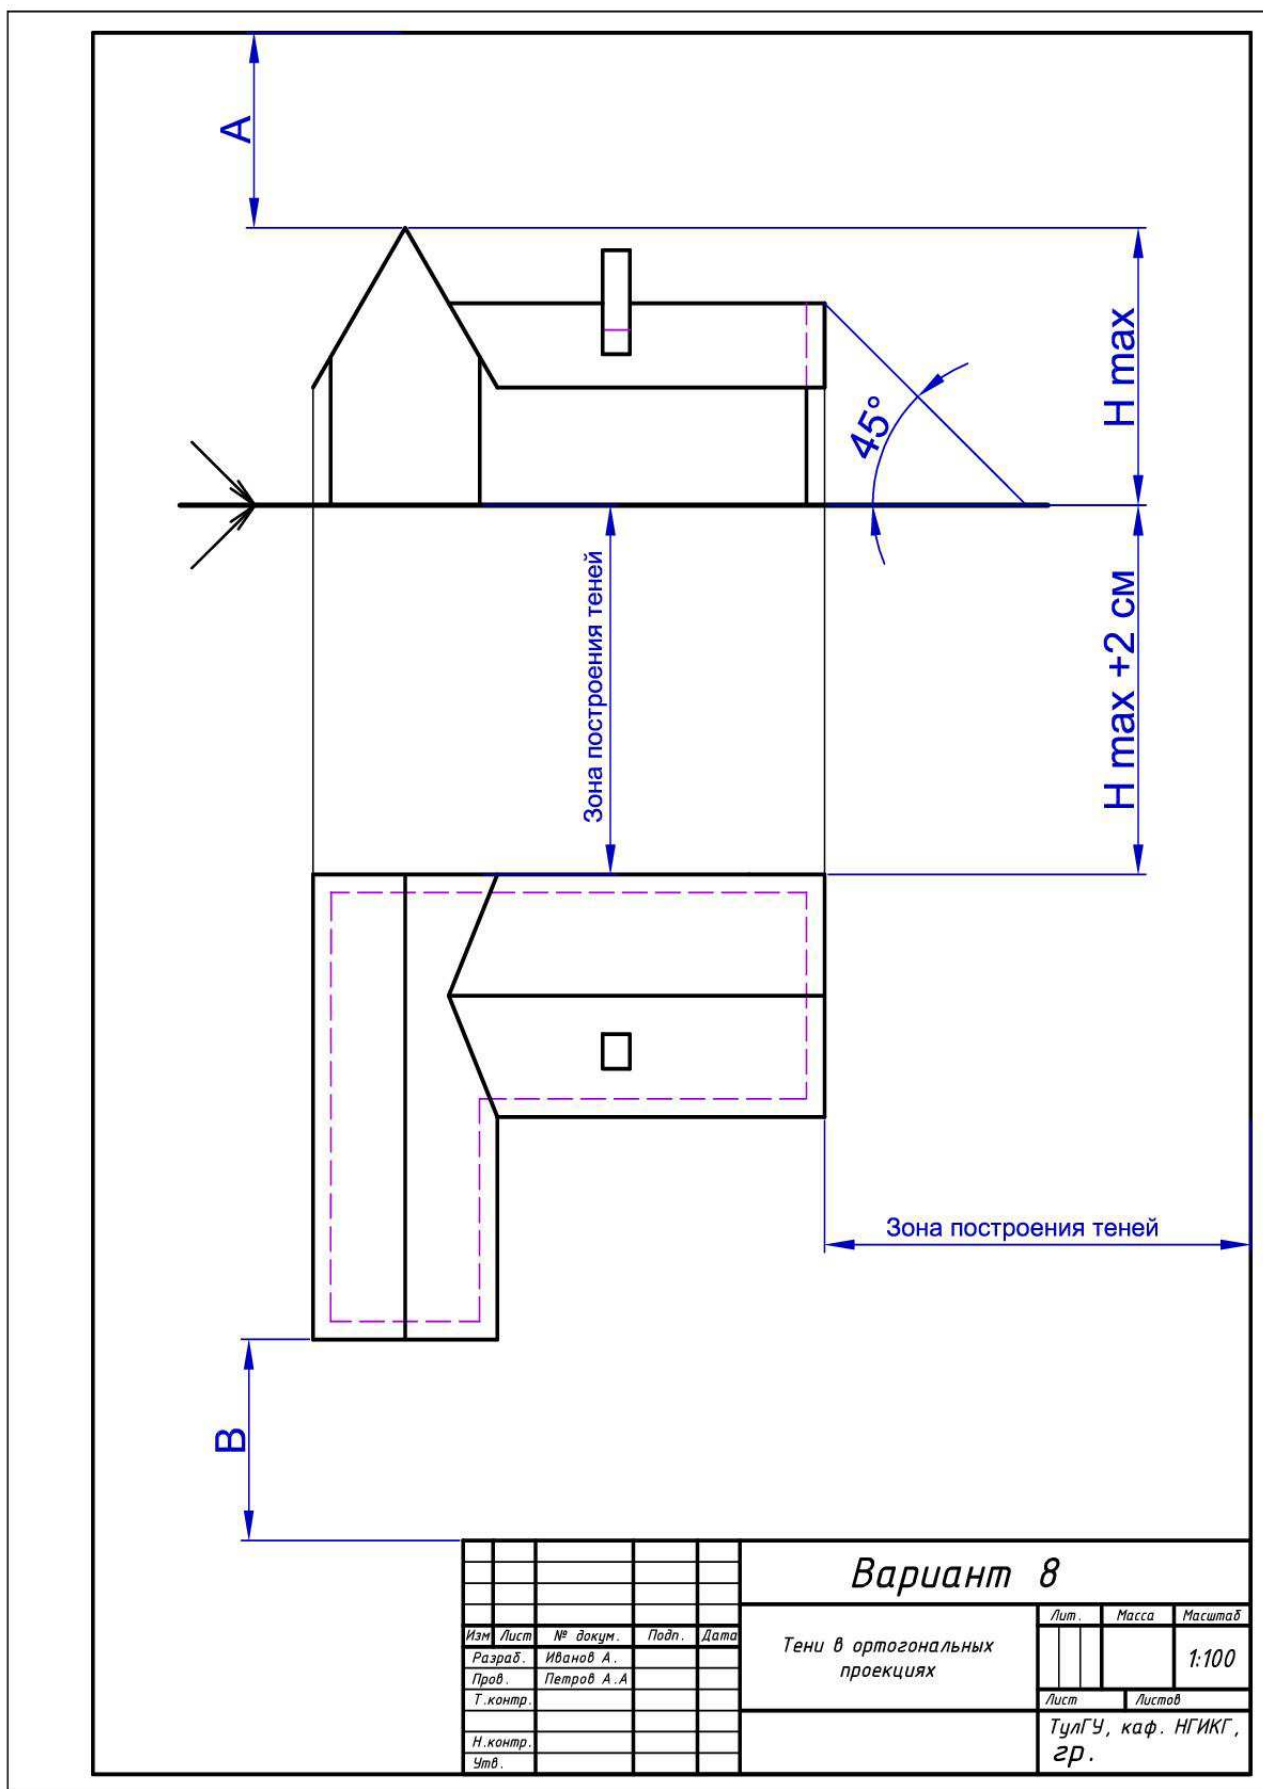 A
H max
45°
Зона построения теней
H max +2 см
Зона построения теней
B
Вариант 8
Изм Лист № докум. Подп. Дата
Разраб. Иванов А.
Пров. Петров А.А
Т.контр.
Н.контр.
Утв.
Тени в ортогональных
проекциях
Лит. Масса Масштаб
1:100
Лист Листов
ТулГУ, каф. НГИКГ,
гр.